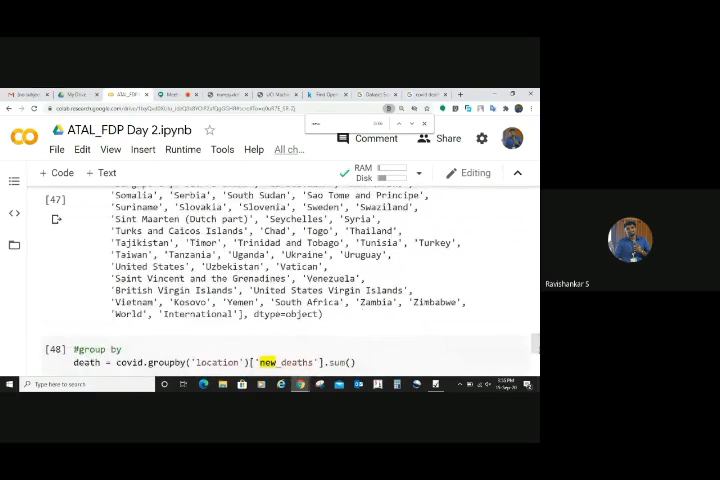 My Drive
ATAL_FDP Day 2.ipynb
Comment
Share
File Edit View Insert Runtime Tools Help All ch...
+ Code + Text
RAM
Disk
Editing
[47]
'Somalia', 'Serbia', 'South Sudan', 'Sao Tome and Principe',
'Suriname', 'Slovakia', 'Slovenia', 'Sweden', 'Swaziland',
'Sint Maarten (Dutch part)', 'Seychelles', 'Syria',
'Turks and Caicos Islands', 'Chad', 'Togo', 'Thailand',
'Tajikistan', 'Timor', 'Trinidad and Tobago', 'Tunisia', 'Turkey',
'Taiwan', 'Tanzania', 'Uganda', 'Ukraine', 'Uruguay',
'United States', 'Uzbekistan', 'Vatican',
'Saint Vincent and the Grenadines', 'Venezuela',
'British Virgin Islands', 'United States Virgin Islands',
'Vietnam', 'Kosovo', 'Yemen', 'South Africa', 'Zambia', 'Zimbabwe',
'World', 'International'], dtype=object)
[48] #group by
death = covid.groupby('location')['new_deaths'].sum()
Type here to search
Ravishankar S